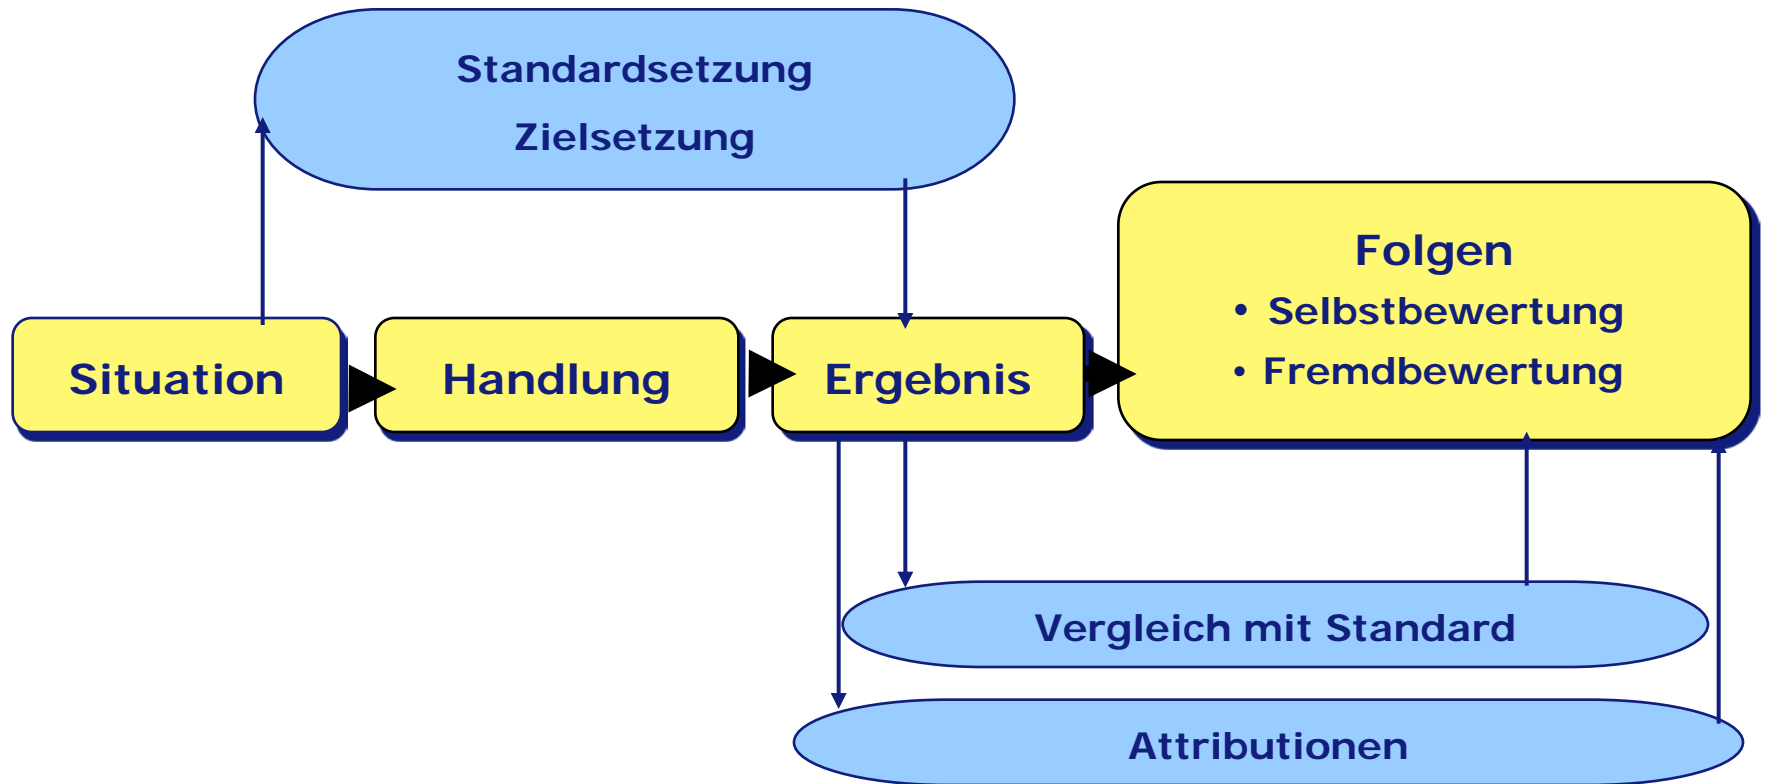 Standardsetzung
Zielsetzung
Situation
Handlung
Ergebnis
Folgen
• Selbstbewertung
• Fremdbewertung
Vergleich mit Standard
Attributionen